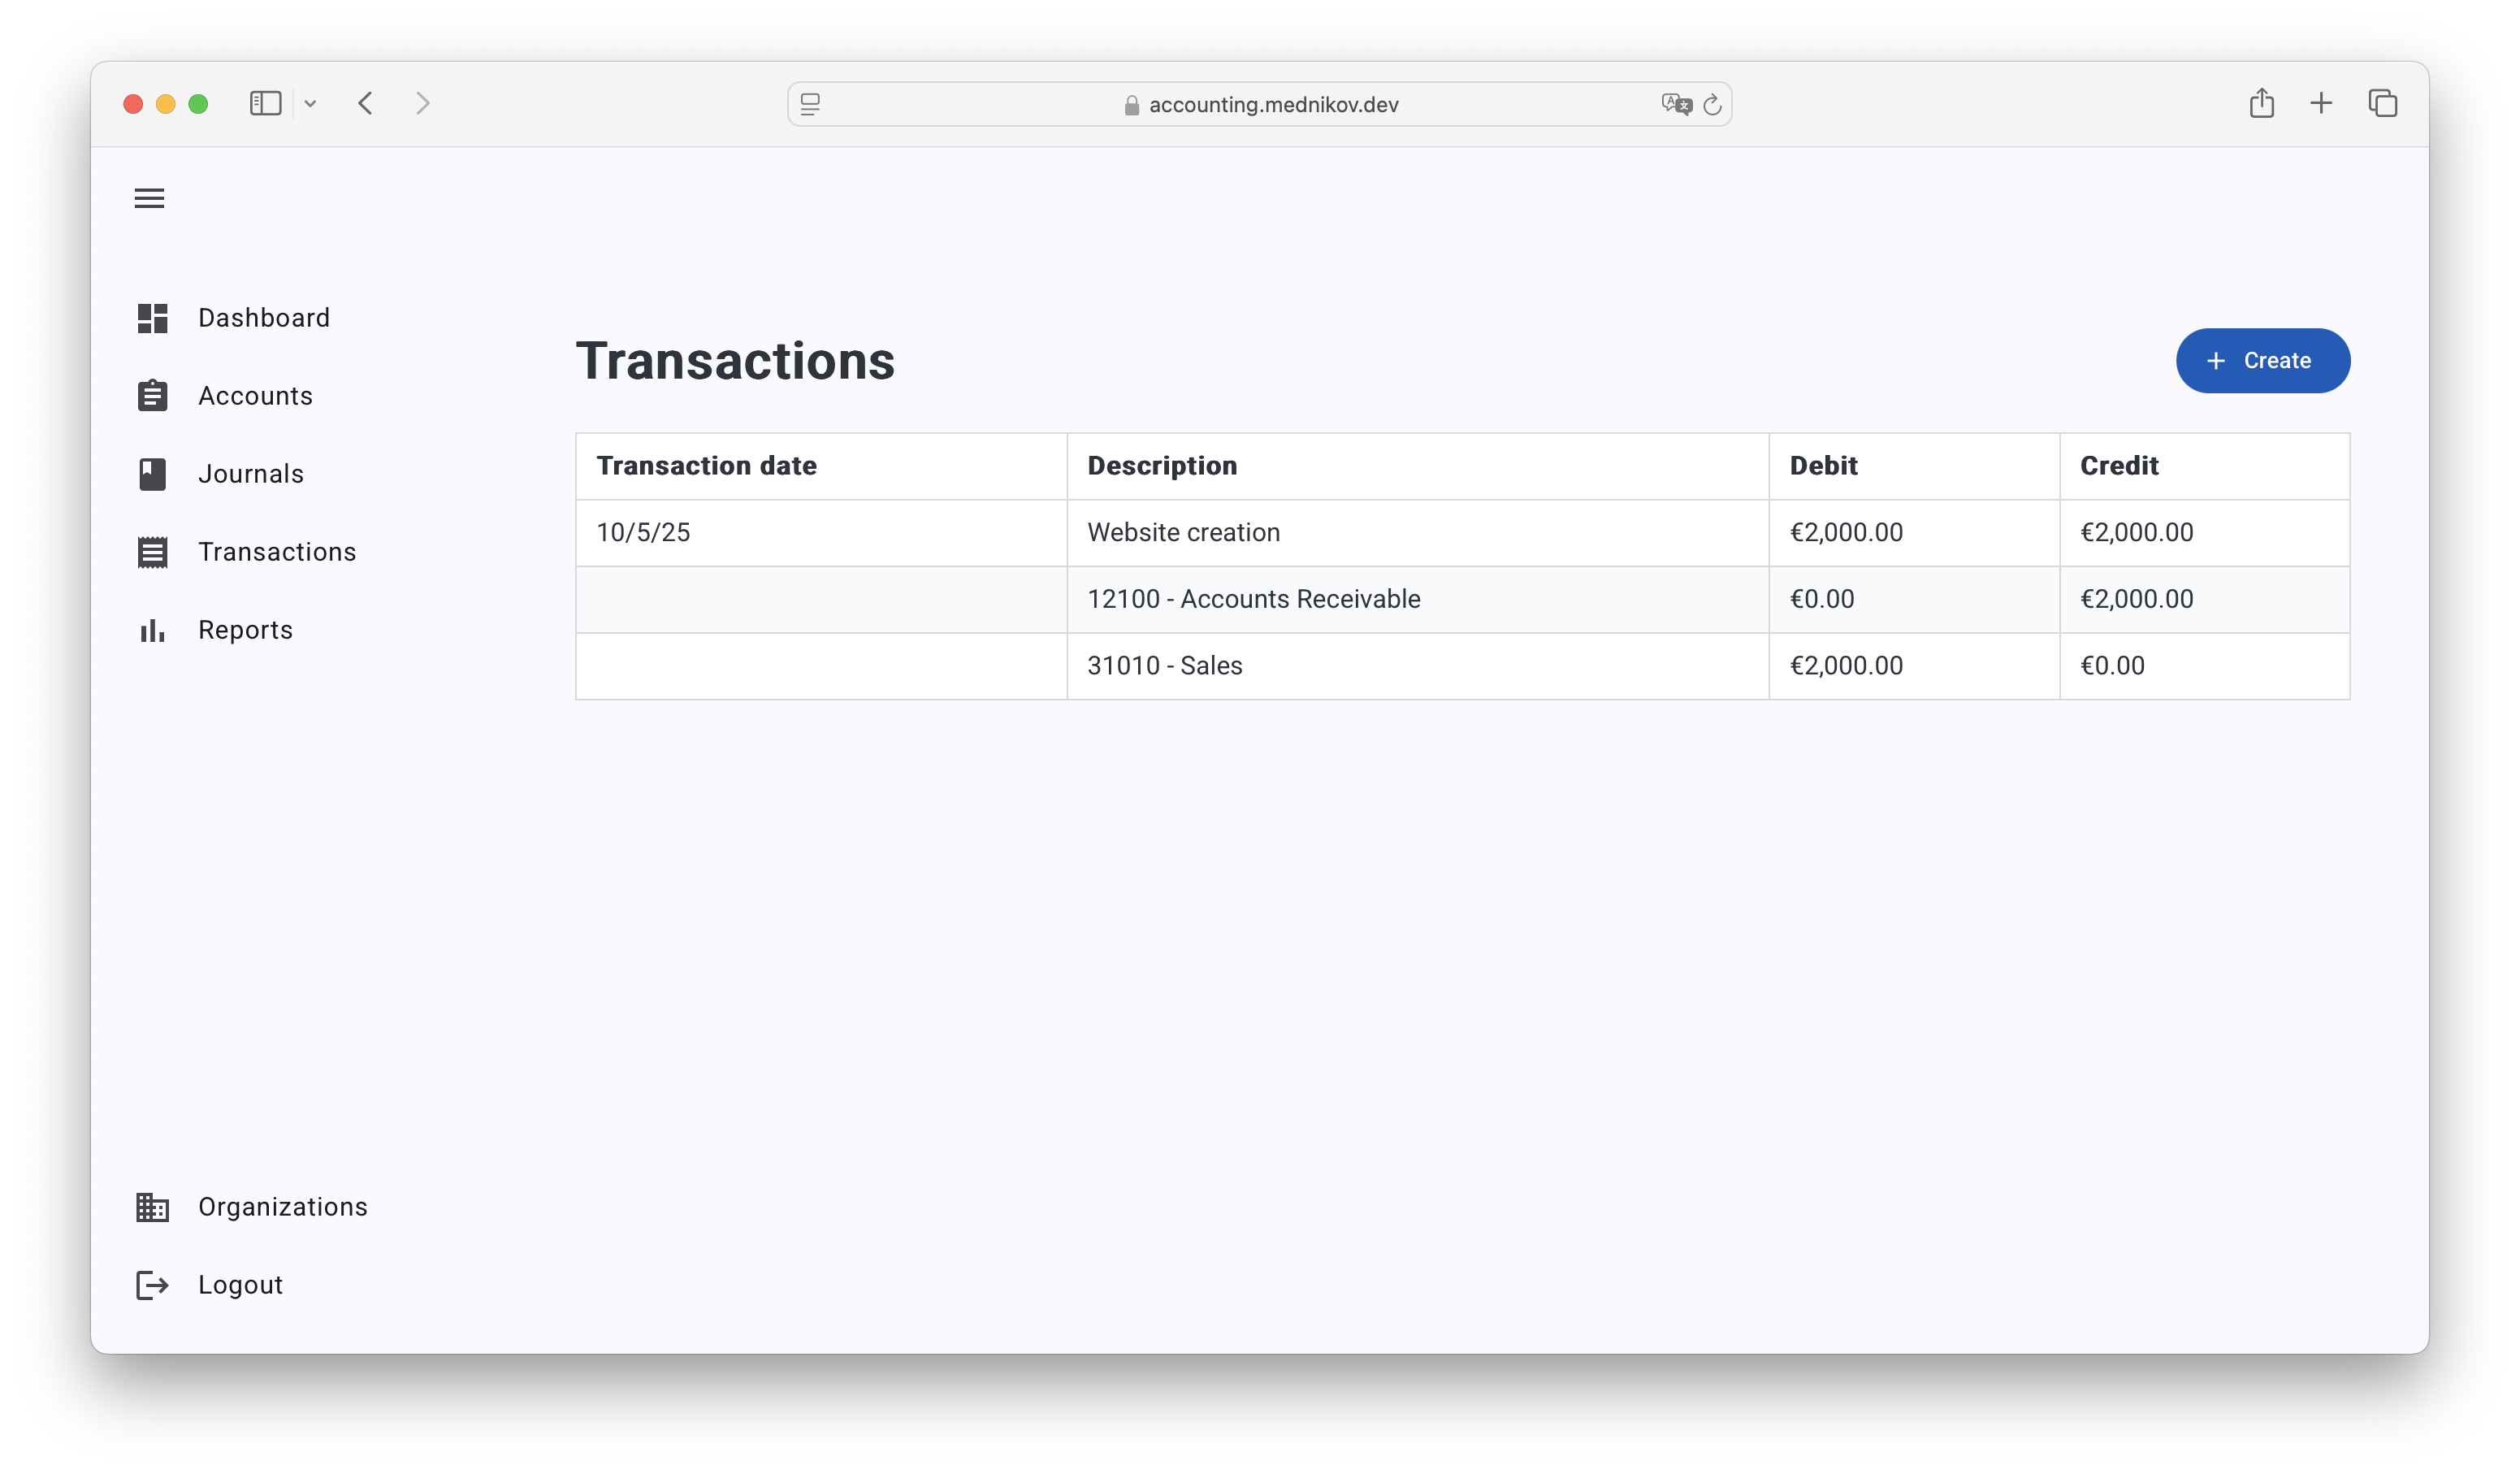 accounting.mednikov.dev
Dashboard
Accounts
Journals
Transactions
Reports
Organizations
Logout
Transactions
Create
Transaction date Description Debit Credit
10/5/25 Website creation €2,000.00 €2,000.00
12100 - Accounts Receivable €0.00 €2,000.00
31010 - Sales €2,000.00 €0.00